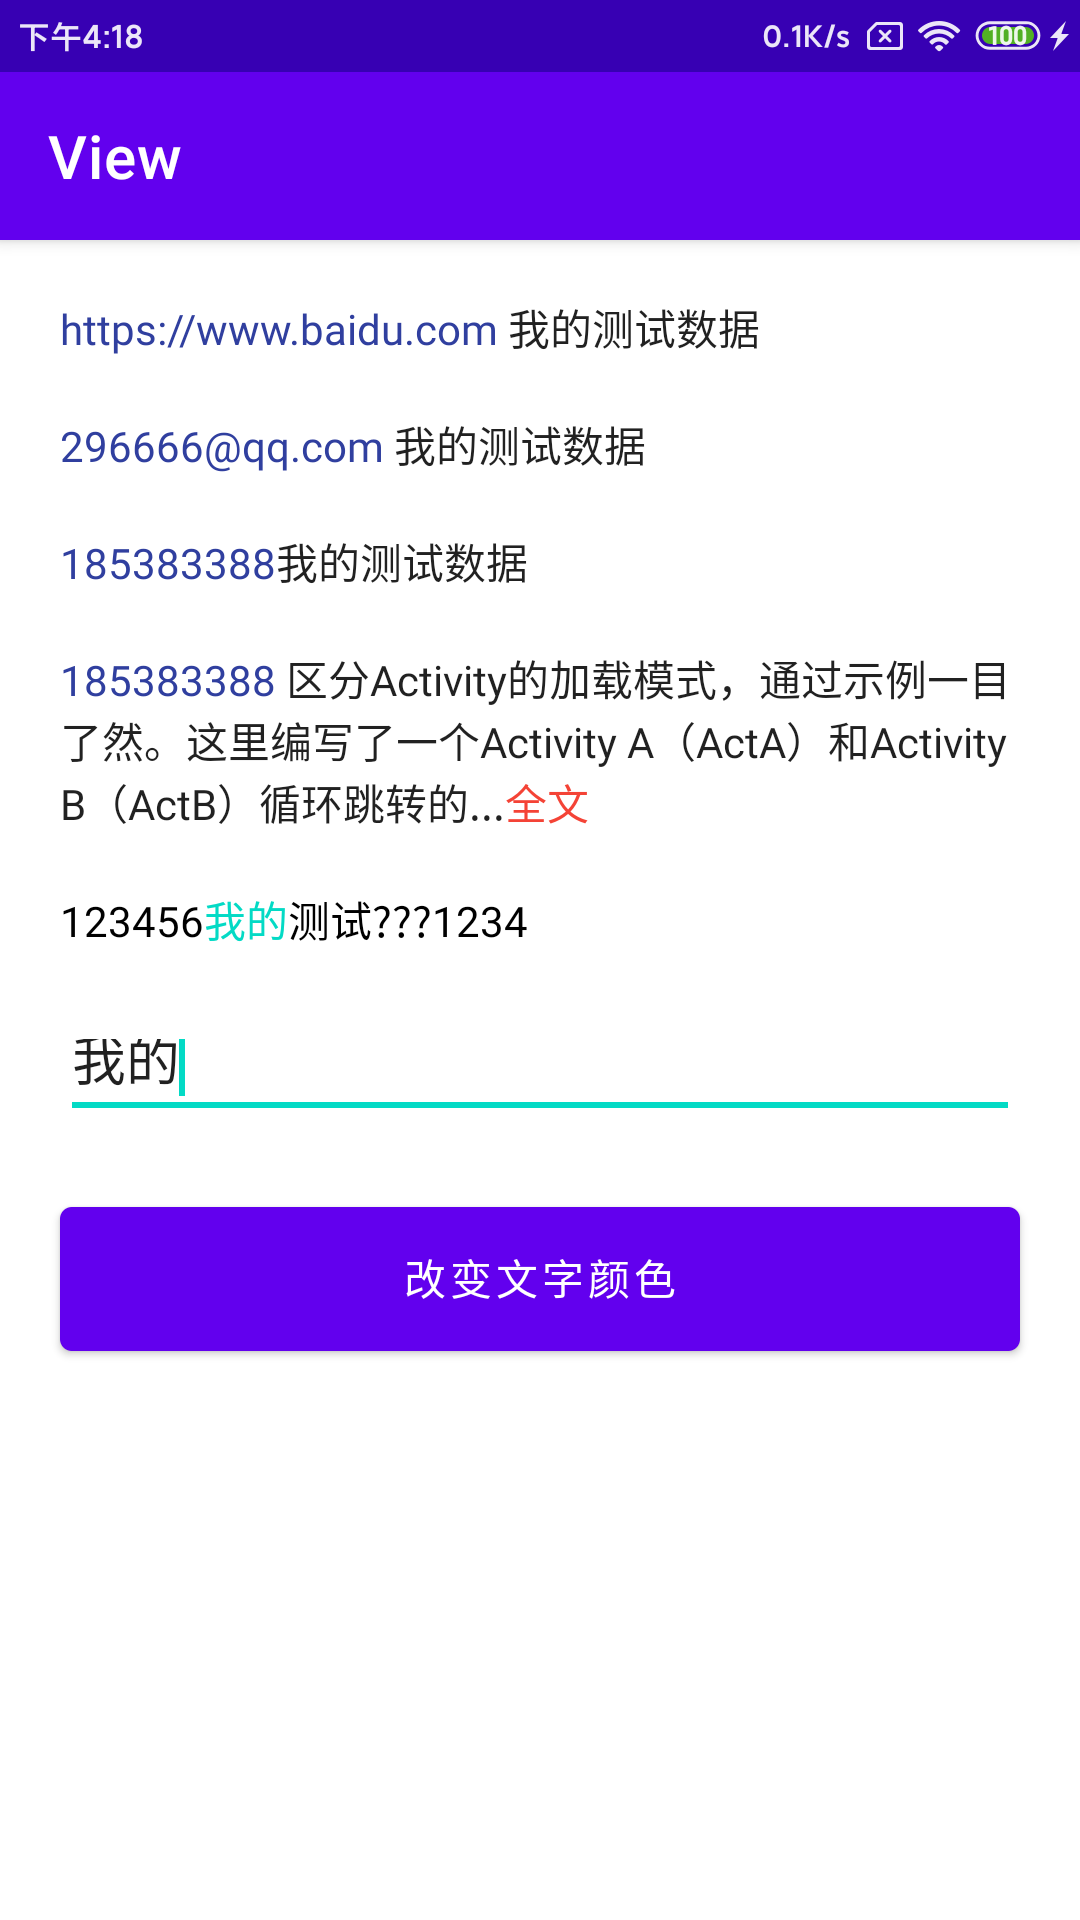 下午4:18
0.1K/s
100
View
https://www.baidu.com 我的测试数据
296666@qq.com 我的测试数据
185383388我的测试数据
185383388 区分Activity的加载模式，通过示例一目
了然。这里编写了一个Activity A（ActA）和Activity
B（ActB）循环跳转的...全文
123456我的测试???1234
我的
改变文字颜色